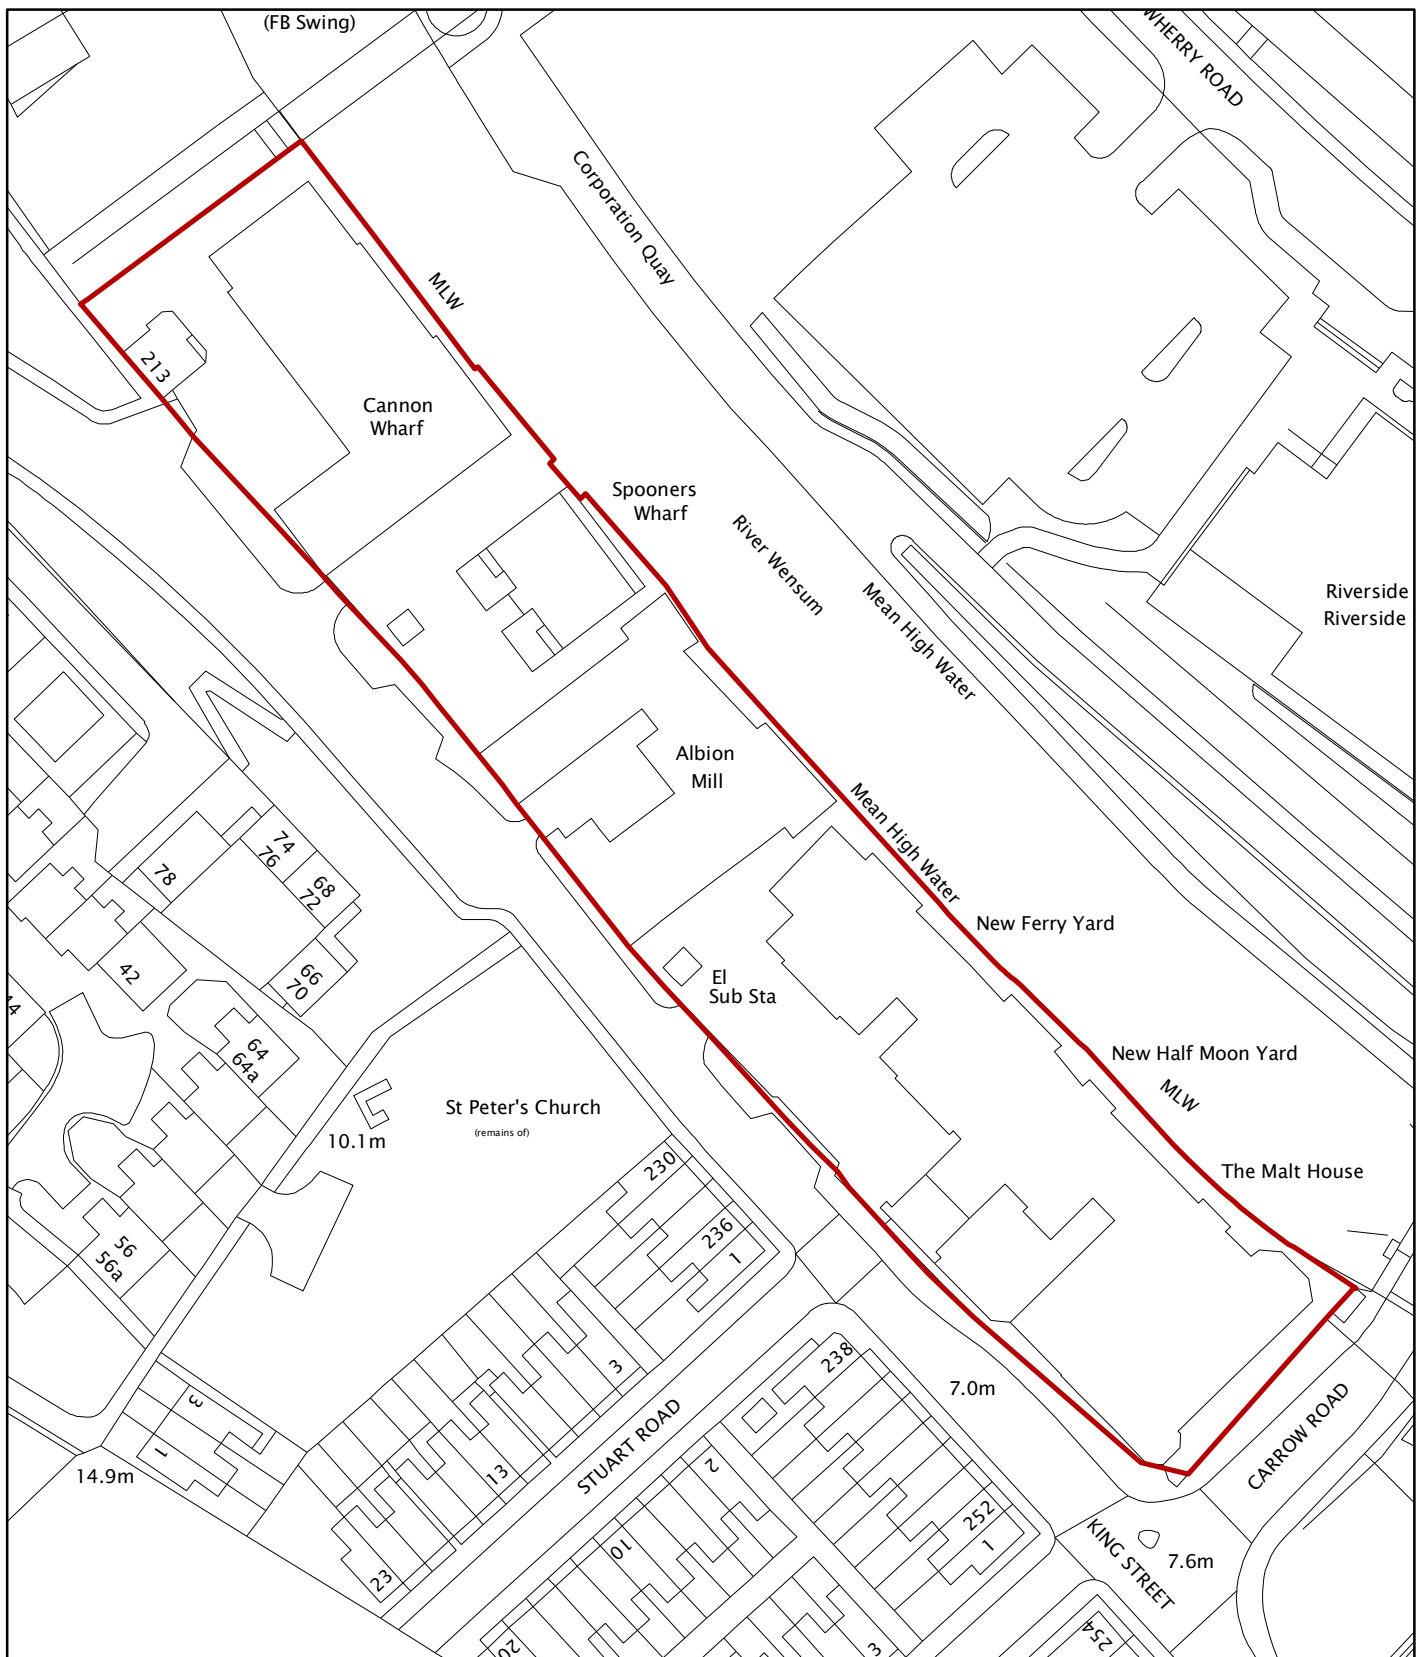 (FB Swing)
WHERRY ROAD
Corporation Quay
MLW
213
Cannon
Wharf
Spooners
Wharf
River Wensum
Mean High Water
Riverside
Riverside
Albion
Mill
Mean High Water
74
76
68
72
78
66
70
42
44
64
64a
New Ferry Yard
El
Sub Sta
New Half Moon Yard
MLW
St Peter's Church
(remains of)
10.1m
The Malt House
230
236
1
56
56a
3
238
7.0m
3
1
14.9m
13
23
STUART ROAD
CARROW ROAD
2
10
20
252
1
KING STREET
7.6m
254
3